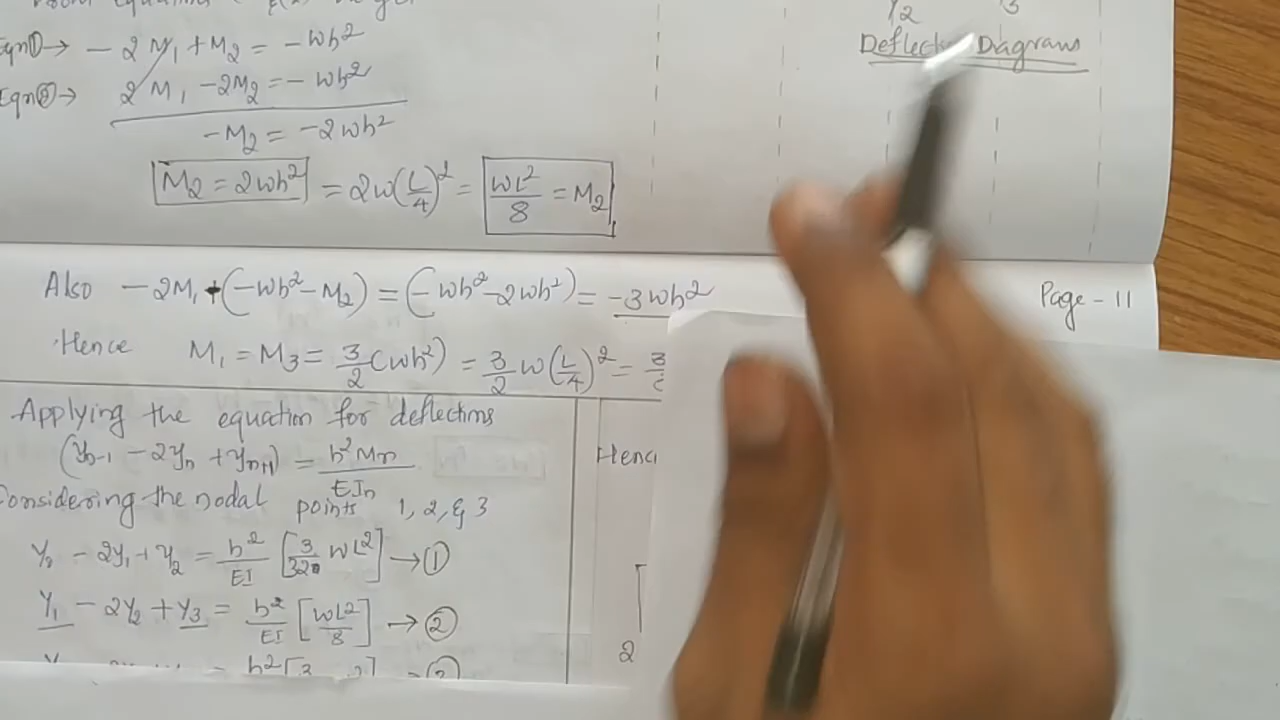 Eqn① → - 2M₁ + M₂ = - wh²
Eqn② → 2M₁ - 2M₂ = - wh²
-M₂ = -2wh²
M₂ = 2wh² = 2w(L/4)² = wL²/8 = M₂
Deflect Diagrams
Also -2M₁ + (-wh² - M₂) = (-wh² - 2wh²) = -3wh²
Page - 11
Hence M₁ = M₃ = 3/2 (wh²) = 3/2 w(L/4)² =
Applying the equation for deflections
(yₙ₋₁ - 2yₙ + yₙ₊₁) = h²Mₙ/EIₙ
Considering the nodal points 1, 2, & 3
y₀ - 2y₁ + y₂ = h²/EI [3/32 wL²] → ①
y₁ - 2y₂ + y₃ = h²/EI [wL²/8] → ②
2